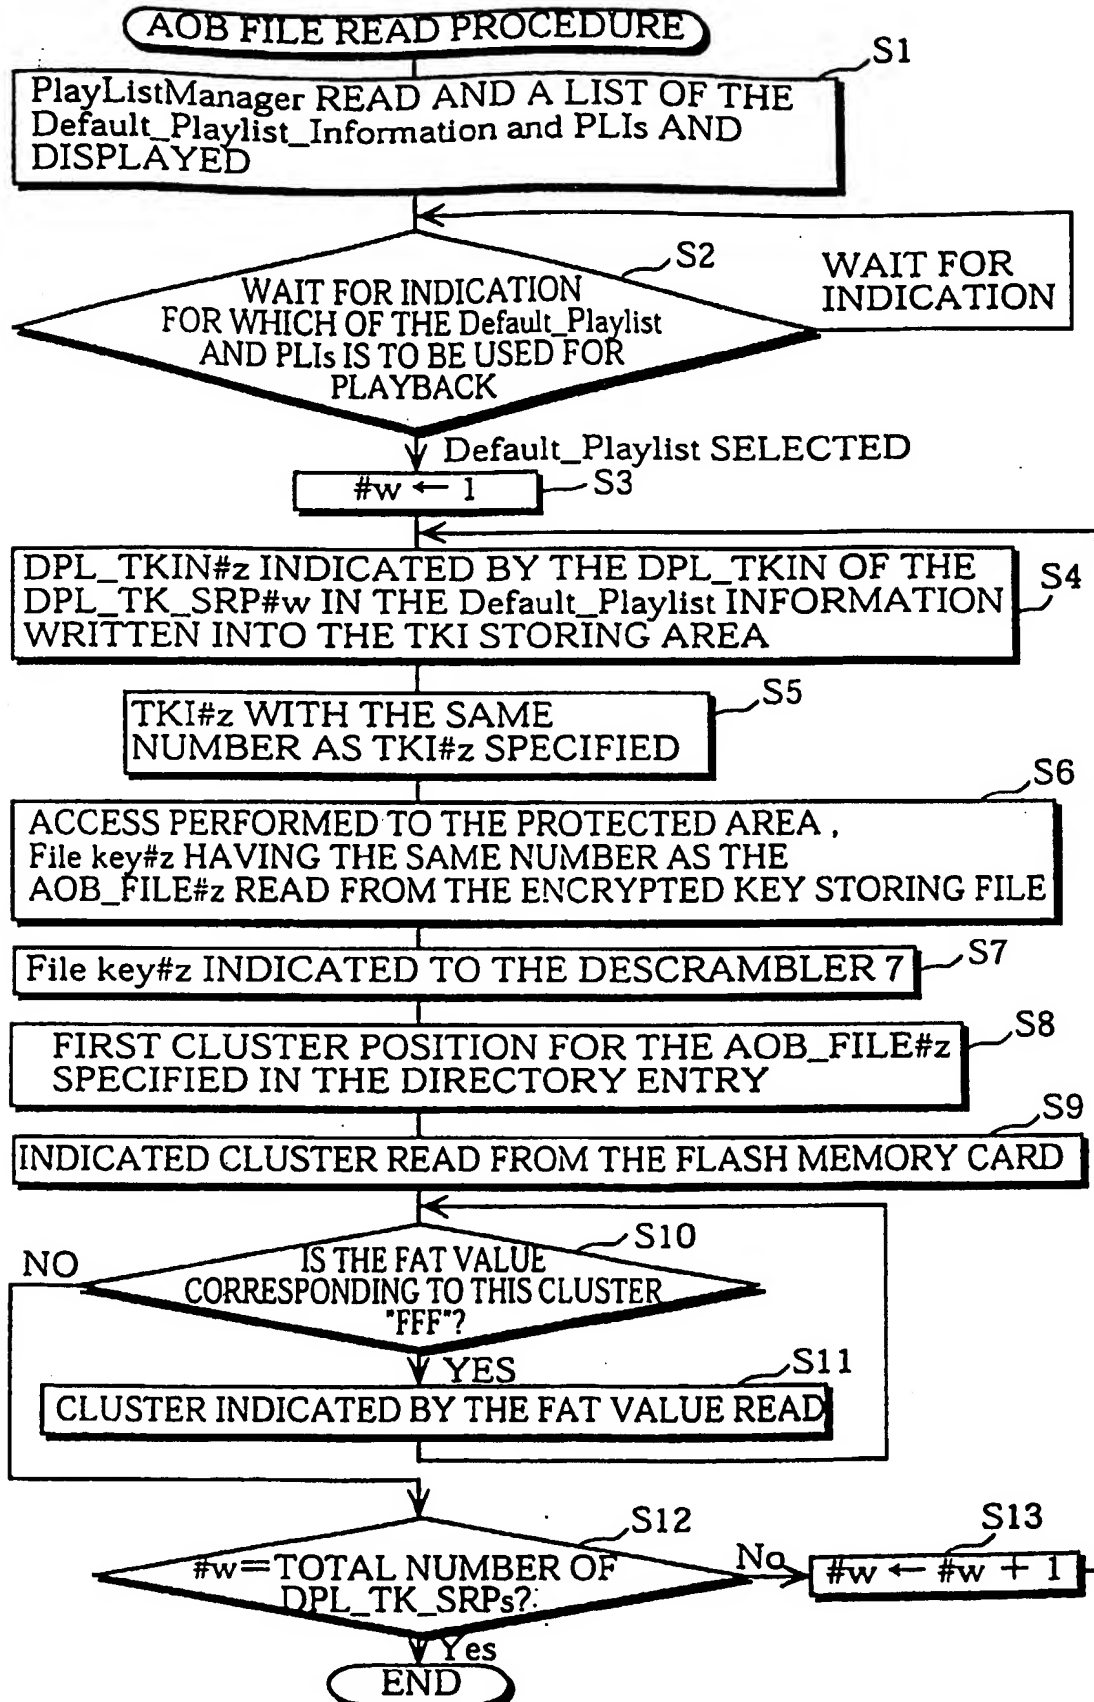 AOB FILE READ PROCEDURE
S1
PlayListManager READ AND A LIST OF THE
Default_Playlist_Information and PLIs AND
DISPLAYED
S2
WAIT FOR INDICATION
FOR WHICH OF THE Default_Playlist
AND PLIs IS TO BE USED FOR
PLAYBACK
WAIT FOR
INDICATION
Default_Playlist SELECTED
#w ← 1
S3
DPL_TKIN#z INDICATED BY THE DPL_TKIN OF THE
DPL_TK_SRP#w IN THE Default_Playlist INFORMATION
WRITTEN INTO THE TKI STORING AREA
S4
S5
TKI#z WITH THE SAME
NUMBER AS TKI#z SPECIFIED
S6
ACCESS PERFORMED TO THE PROTECTED AREA ,
File key#z HAVING THE SAME NUMBER AS THE
AOB_FILE#z READ FROM THE ENCRYPTED KEY STORING FILE
File key#z INDICATED TO THE DESCRAMBLER 7
S7
FIRST CLUSTER POSITION FOR THE AOB_FILE#z
SPECIFIED IN THE DIRECTORY ENTRY
S8
S9
INDICATED CLUSTER READ FROM THE FLASH MEMORY CARD
S10
NO
IS THE FAT VALUE
CORRESPONDING TO THIS CLUSTER
"FFF"?
YES
S11
CLUSTER INDICATED BY THE FAT VALUE READ
S12
#w=TOTAL NUMBER OF
DPL_TK_SRPs?
No
S13
#w ← #w + 1
Yes
END